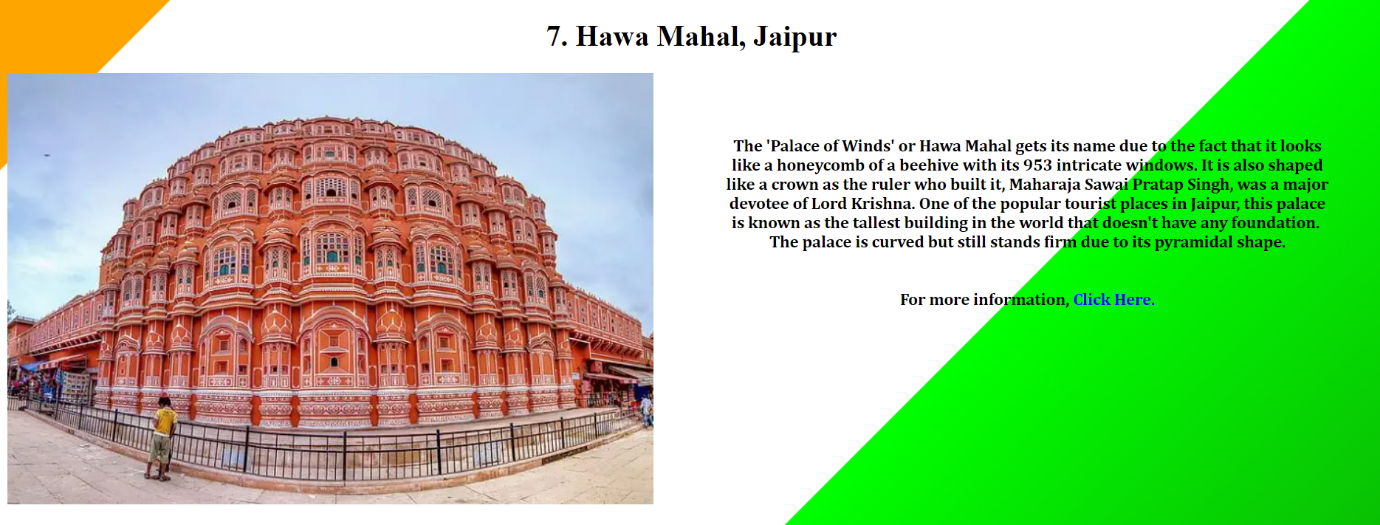 7. Hawa Mahal, Jaipur
The 'Palace of Winds' or Hawa Mahal gets its name due to the fact that it looks
like a honeycomb of a beehive with its 953 intricate windows. It is also shaped
like a crown as the ruler who built it, Maharaja Sawai Pratap Singh, was a major
devotee of Lord Krishna. One of the popular tourist places in Jaipur, this palace
is known as the tallest building in the world that doesn't have any foundation.
The palace is curved but still stands firm due to its pyramidal shape.
For more information, Click Here.